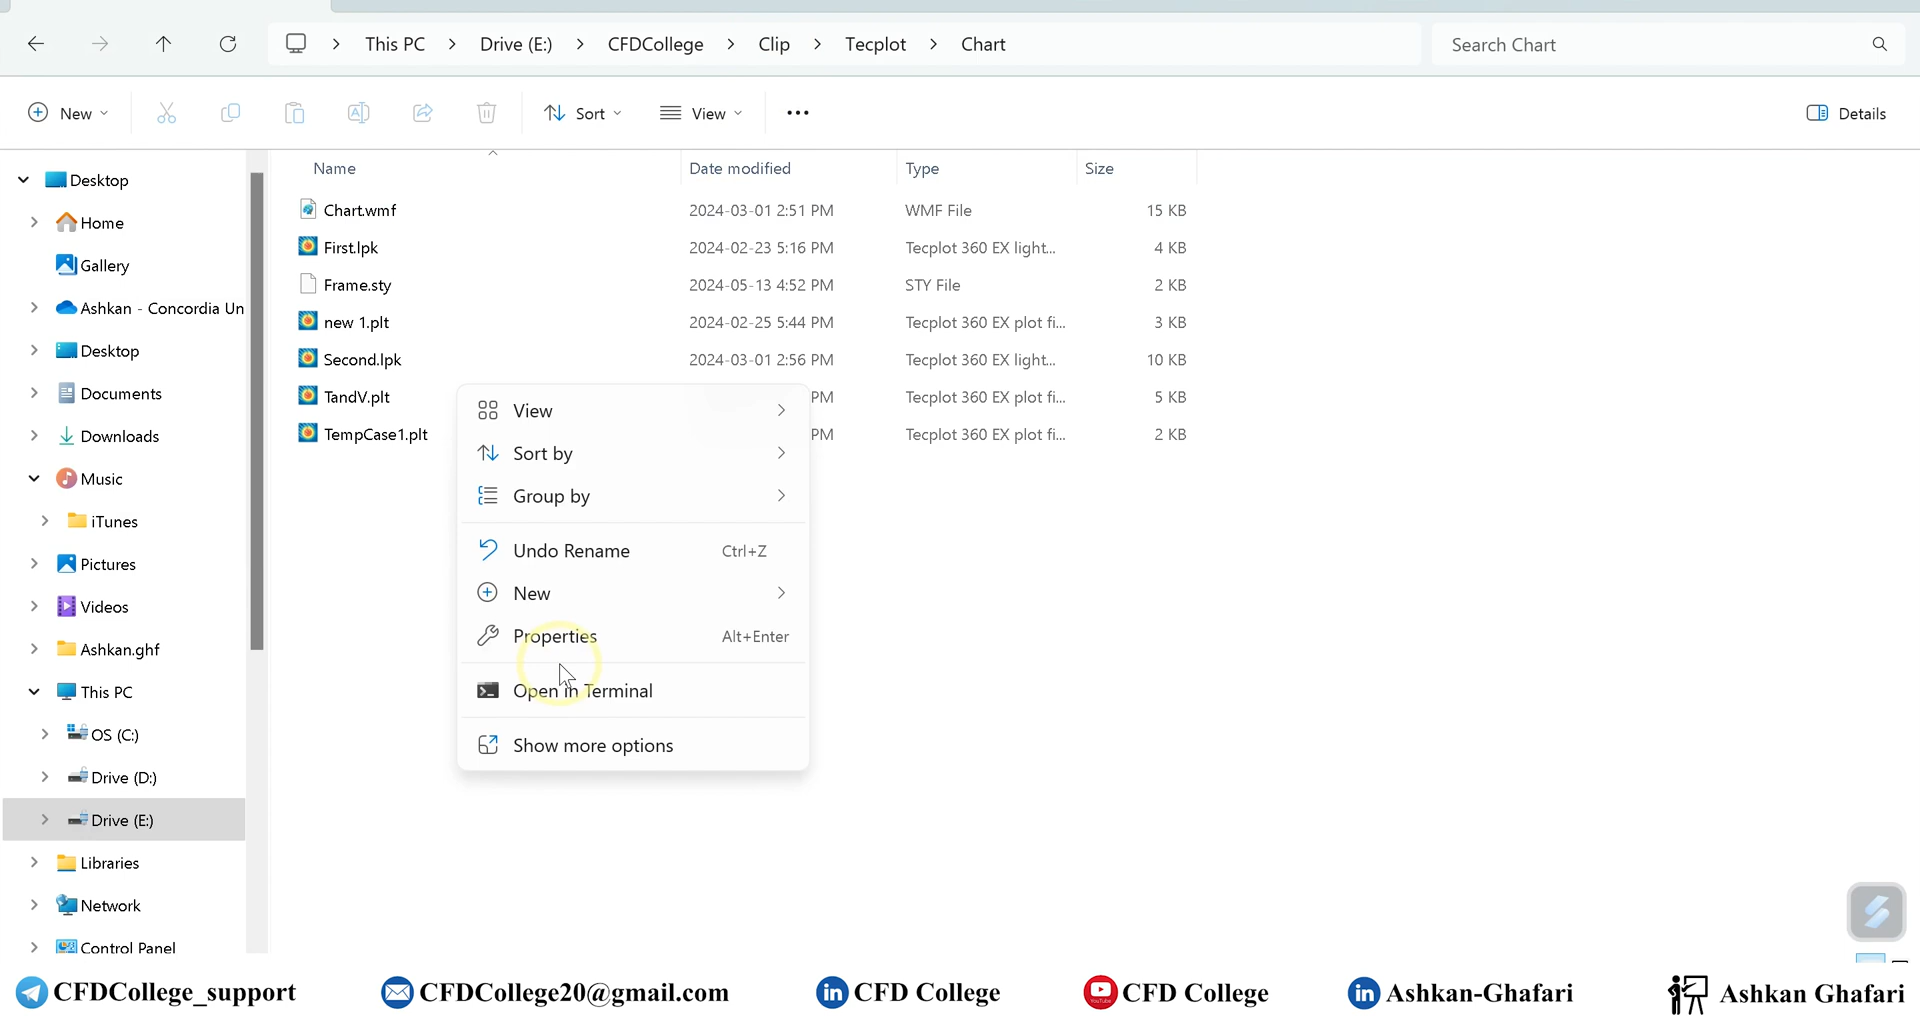 This PC > Drive (E:) > CFDCollege > Clip > Tecplot > Chart
Search Chart
New
Sort
View
Details
Name Date modified Type Size
Chart.wmf 2024-03-01 2:51 PM WMF File 15 KB
First.lpk 2024-02-23 5:16 PM Tecplot 360 EX light... 4 KB
Frame.sty 2024-05-13 4:52 PM STY File 2 KB
new 1.plt 2024-02-25 5:44 PM Tecplot 360 EX plot fi... 3 KB
Second.lpk 2024-03-01 2:56 PM Tecplot 360 EX light... 10 KB
TandV.plt PM Tecplot 360 EX plot fi... 5 KB
TempCase1.plt PM Tecplot 360 EX plot fi... 2 KB
Desktop
Home
Gallery
Ashkan - Concordia Un
Desktop
Documents
Downloads
Music
iTunes
Pictures
Videos
Ashkan.ghf
This PC
OS (C:)
Drive (D:)
Drive (E:)
Libraries
Network
Control Panel
View
Sort by
Group by
Undo Rename Ctrl+Z
New
Properties Alt+Enter
Open in Terminal
Show more options
CFDCollege_support
CFDCollege20@gmail.com
CFD College
CFD College
Ashkan-Ghafari
Ashkan Ghafari